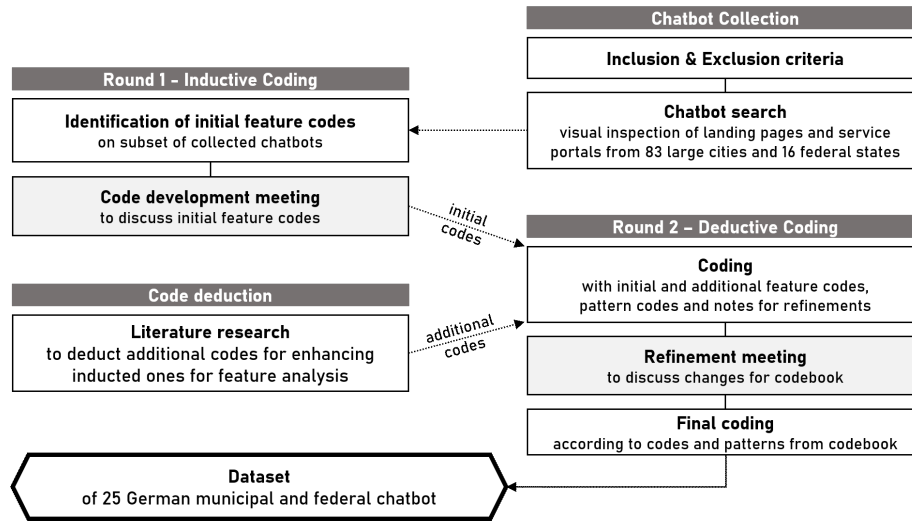 Chatbot Collection
Inclusion & Exclusion criteria
Chatbot search
visual inspection of landing pages and service
portals from 83 large cities and 16 federal states
Round 1 - Inductive Coding
Identification of initial feature codes
on subset of collected chatbots
Code development meeting
to discuss initial feature codes
initial
codes
Code deduction
Literature research
to deduct additional codes for enhancing
inducted ones for feature analysis
additional
codes
Round 2 – Deductive Coding
Coding
with initial and additional feature codes,
pattern codes and notes for refinements
Refinement meeting
to discuss changes for codebook
Final coding
according to codes and patterns from codebook
Dataset
of 25 German municipal and federal chatbot